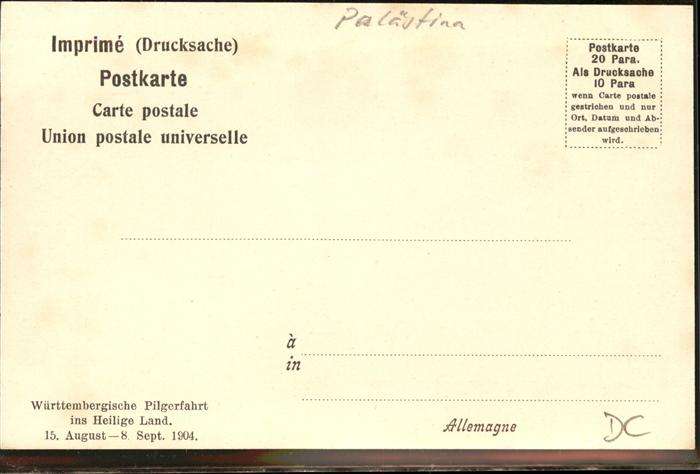 Palästina
Imprimé (Drucksache)
Postkarte
Carte postale
Union postale universelle
Postkarte
20 Para.
Als Drucksache
10 Para
wenn Carte postale
gestrichen und nur
Ort, Datum und Ab-
sender aufgeschrieben
wird.
à
in
Württembergische Pilgerfahrt
ins Heilige Land.
15. August—8. Sept. 1904.
Allemagne
DC